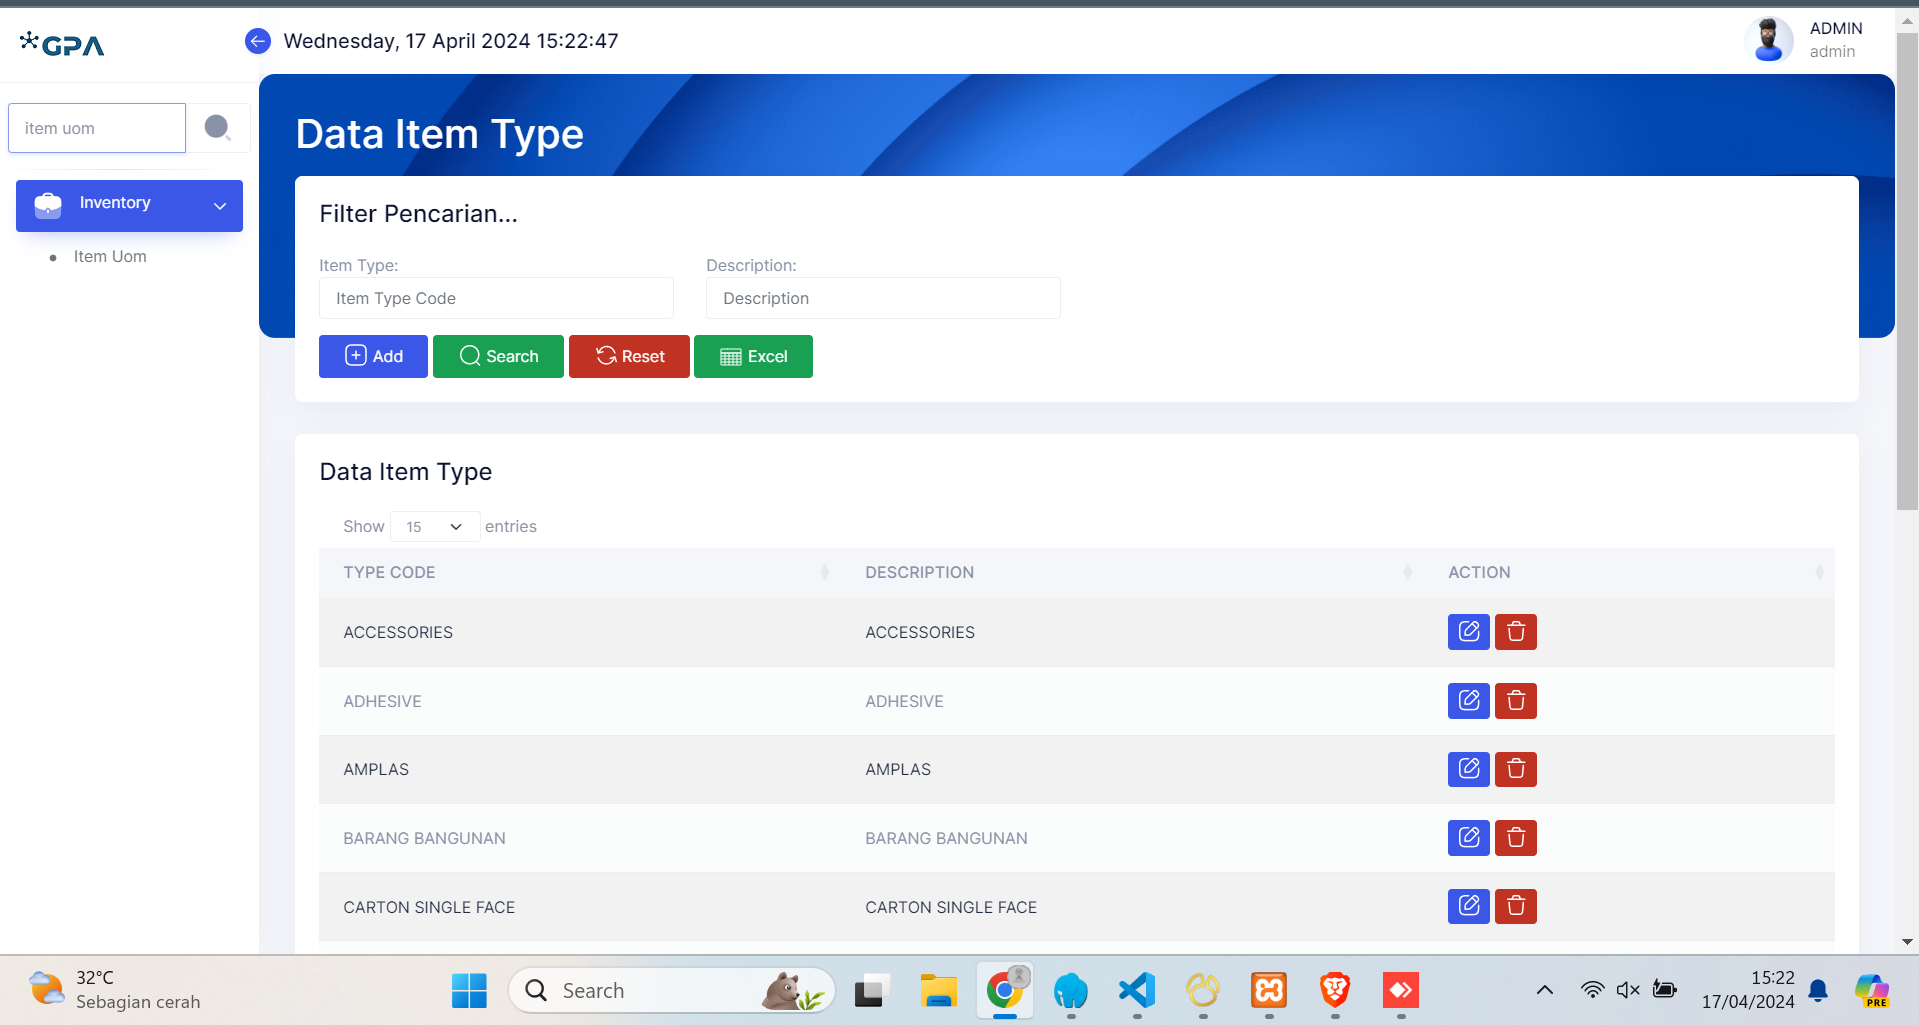 GPA
Wednesday, 17 April 2024 15:22:47
ADMIN
admin
item uom
Inventory
Item Uom
Data Item Type
Filter Pencarian...
Item Type:
Description:
Item Type Code
Description
Add
Search
Reset
Excel
Data Item Type
Show 15 entries
TYPE CODE DESCRIPTION ACTION
ACCESSORIES ACCESSORIES
ADHESIVE ADHESIVE
AMPLAS AMPLAS
BARANG BANGUNAN BARANG BANGUNAN
CARTON SINGLE FACE CARTON SINGLE FACE
32°C
Sebagian cerah
Search
15:22
17/04/2024
PRE